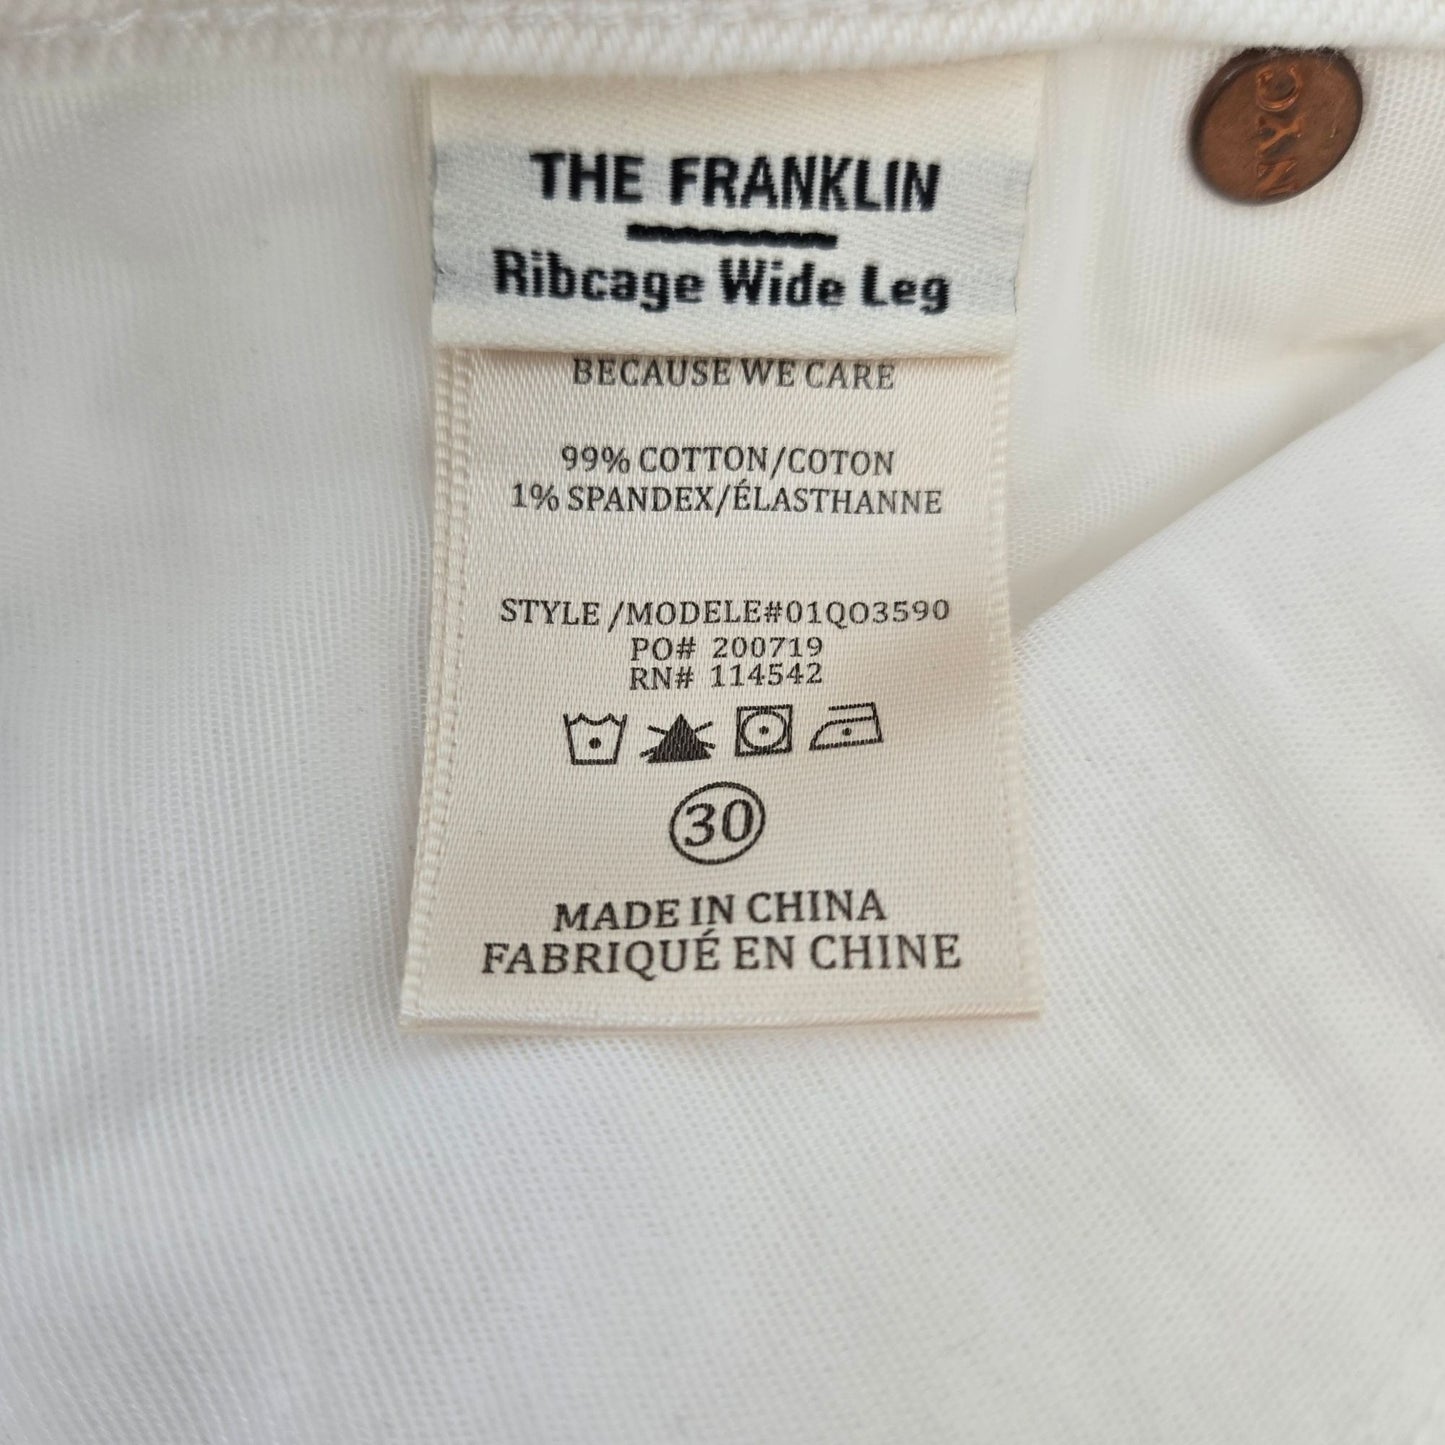 NYC
THE FRANKLIN
Ribcage Wide Leg
BECAUSE WE CARE
99% COTTON/COTON
1% SPANDEX/ÉLASTHANNE
STYLE /MODELE#01QO3590
PO# 200719
RN# 114542
30
MADE IN CHINA
FABRIQUÉ EN CHINE